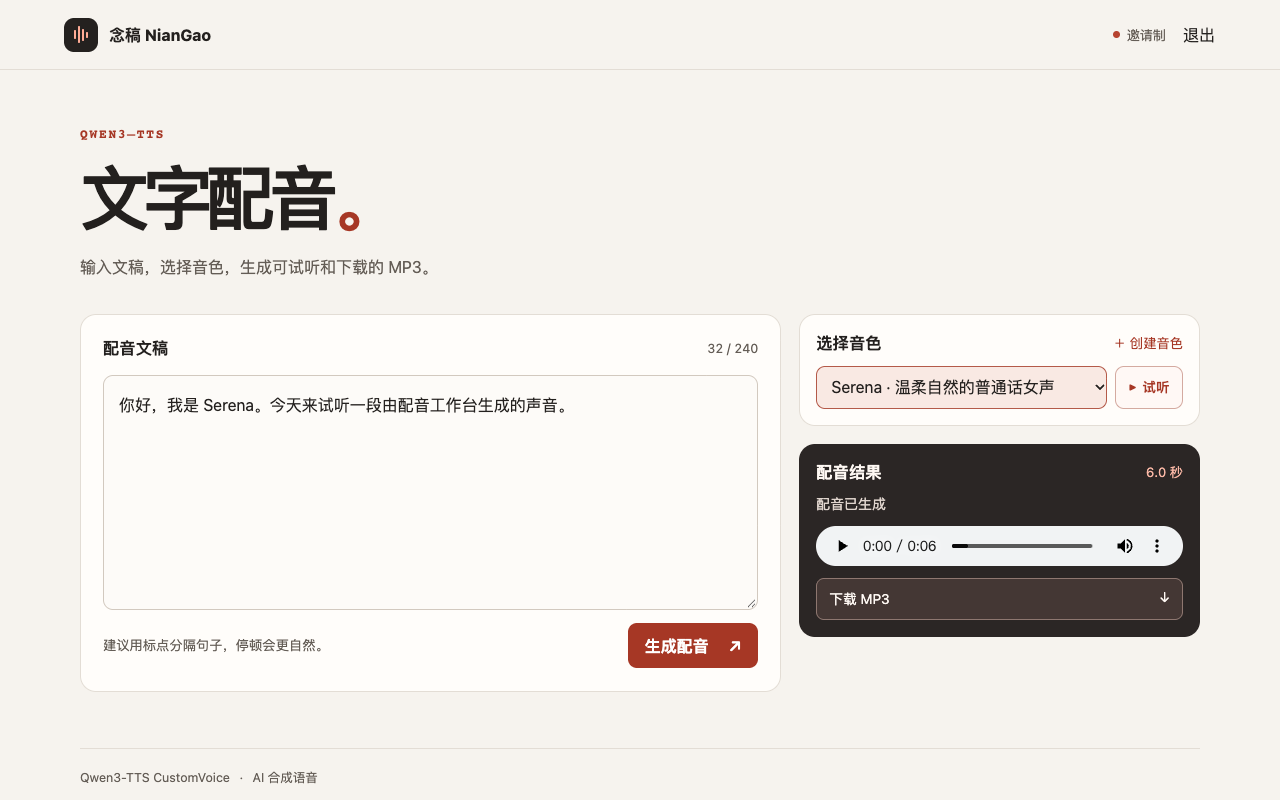 念稿 NianGao
邀请制
退出
QWEN3—TTS
文字配音。
输入文稿，选择音色，生成可试听和下载的 MP3。
配音文稿
32 / 240
你好，我是 Serena。今天来试听一段由配音工作台生成的声音。
建议用标点分隔句子，停顿会更自然。
生成配音
选择音色
+ 创建音色
Serena · 温柔自然的普通话女声
试听
配音结果
6.0 秒
配音已生成
0:00 / 0:06
下载 MP3
Qwen3-TTS CustomVoice · AI 合成语音